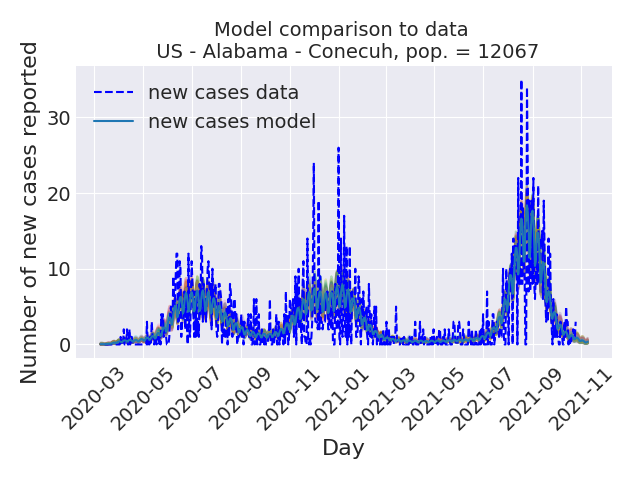 Model comparison to data
US - Alabama - Conecuh, pop. = 12067
Number of new cases reported
30
20
10
0
new cases data
new cases model
2020-03
2020-05
2020-07
2020-09
2020-11
2021-01
2021-03
2021-05
2021-07
2021-09
2021-11
Day